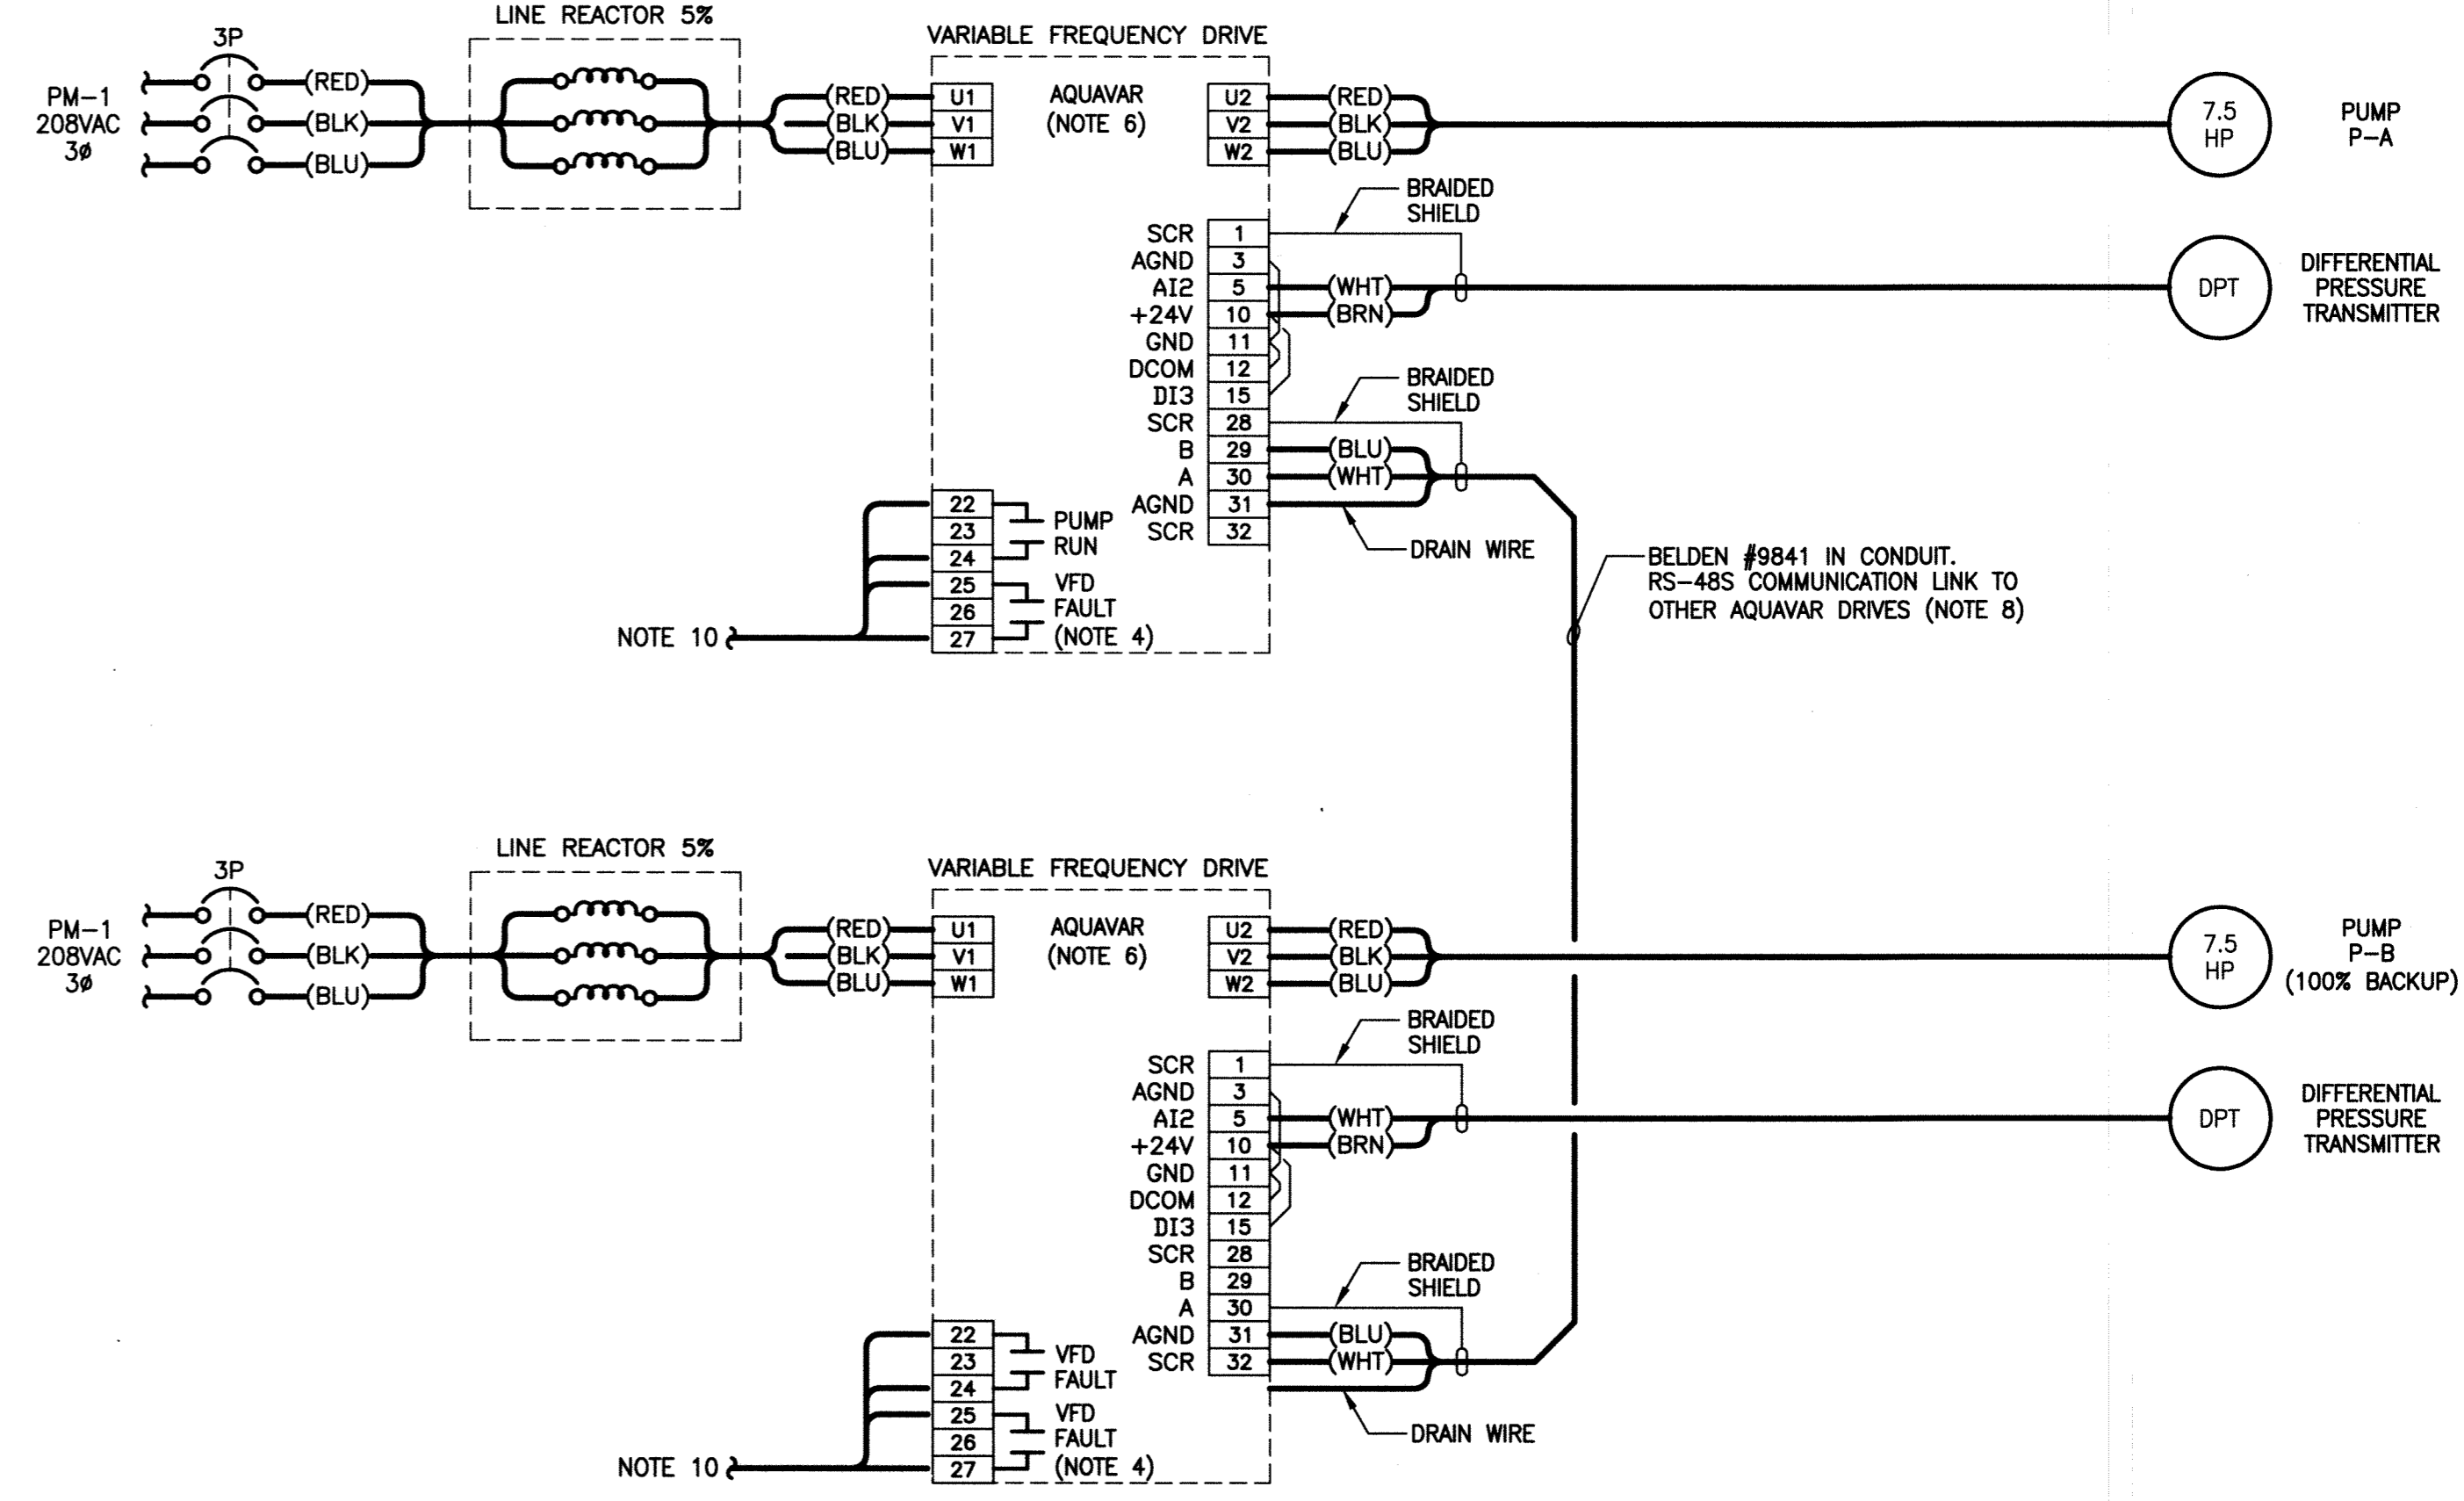 LINE REACTOR 5%
3P
VARIABLE FREQUENCY DRIVE
PM-1
208VAC
3ø
(RED)
(BLK)
(BLU)
(RED)
(BLK)
(BLU)
U1
V1
W1
AQUAVAR
(NOTE 6)
U2
V2
W2
(RED)
(BLK)
(BLU)
7.5
HP
PUMP
P-A
BRAIDED
SHIELD
SCR 1
AGND 3
AI2 5 (WHT)
+24V 10 (BRN)
GND 11
DCOM 12
DI3 15
SCR 28
B 29 (BLU)
A 30 (WHT)
AGND 31
SCR 32
DPT
DIFFERENTIAL
PRESSURE
TRANSMITTER
BRAIDED
SHIELD
DRAIN WIRE
22
23
24
25
26
27
PUMP
RUN
VFD
FAULT
(NOTE 4)
NOTE 10
BELDEN #9841 IN CONDUIT.
RS-48S COMMUNICATION LINK TO
OTHER AQUAVAR DRIVES (NOTE 8)
LINE REACTOR 5%
3P
VARIABLE FREQUENCY DRIVE
PM-1
208VAC
3ø
(RED)
(BLK)
(BLU)
(RED)
(BLK)
(BLU)
U1
V1
W1
AQUAVAR
(NOTE 6)
U2
V2
W2
(RED)
(BLK)
(BLU)
7.5
HP
PUMP
P-B
(100% BACKUP)
BRAIDED
SHIELD
SCR 1
AGND 3
AI2 5 (WHT)
+24V 10 (BRN)
GND 11
DCOM 12
DI3 15
SCR 28
B 29
A 30
AGND 31 (BLU)
SCR 32 (WHT)
DPT
DIFFERENTIAL
PRESSURE
TRANSMITTER
BRAIDED
SHIELD
DRAIN WIRE
22
23
24
25
26
27
VFD
FAULT
VFD
FAULT
(NOTE 4)
NOTE 10